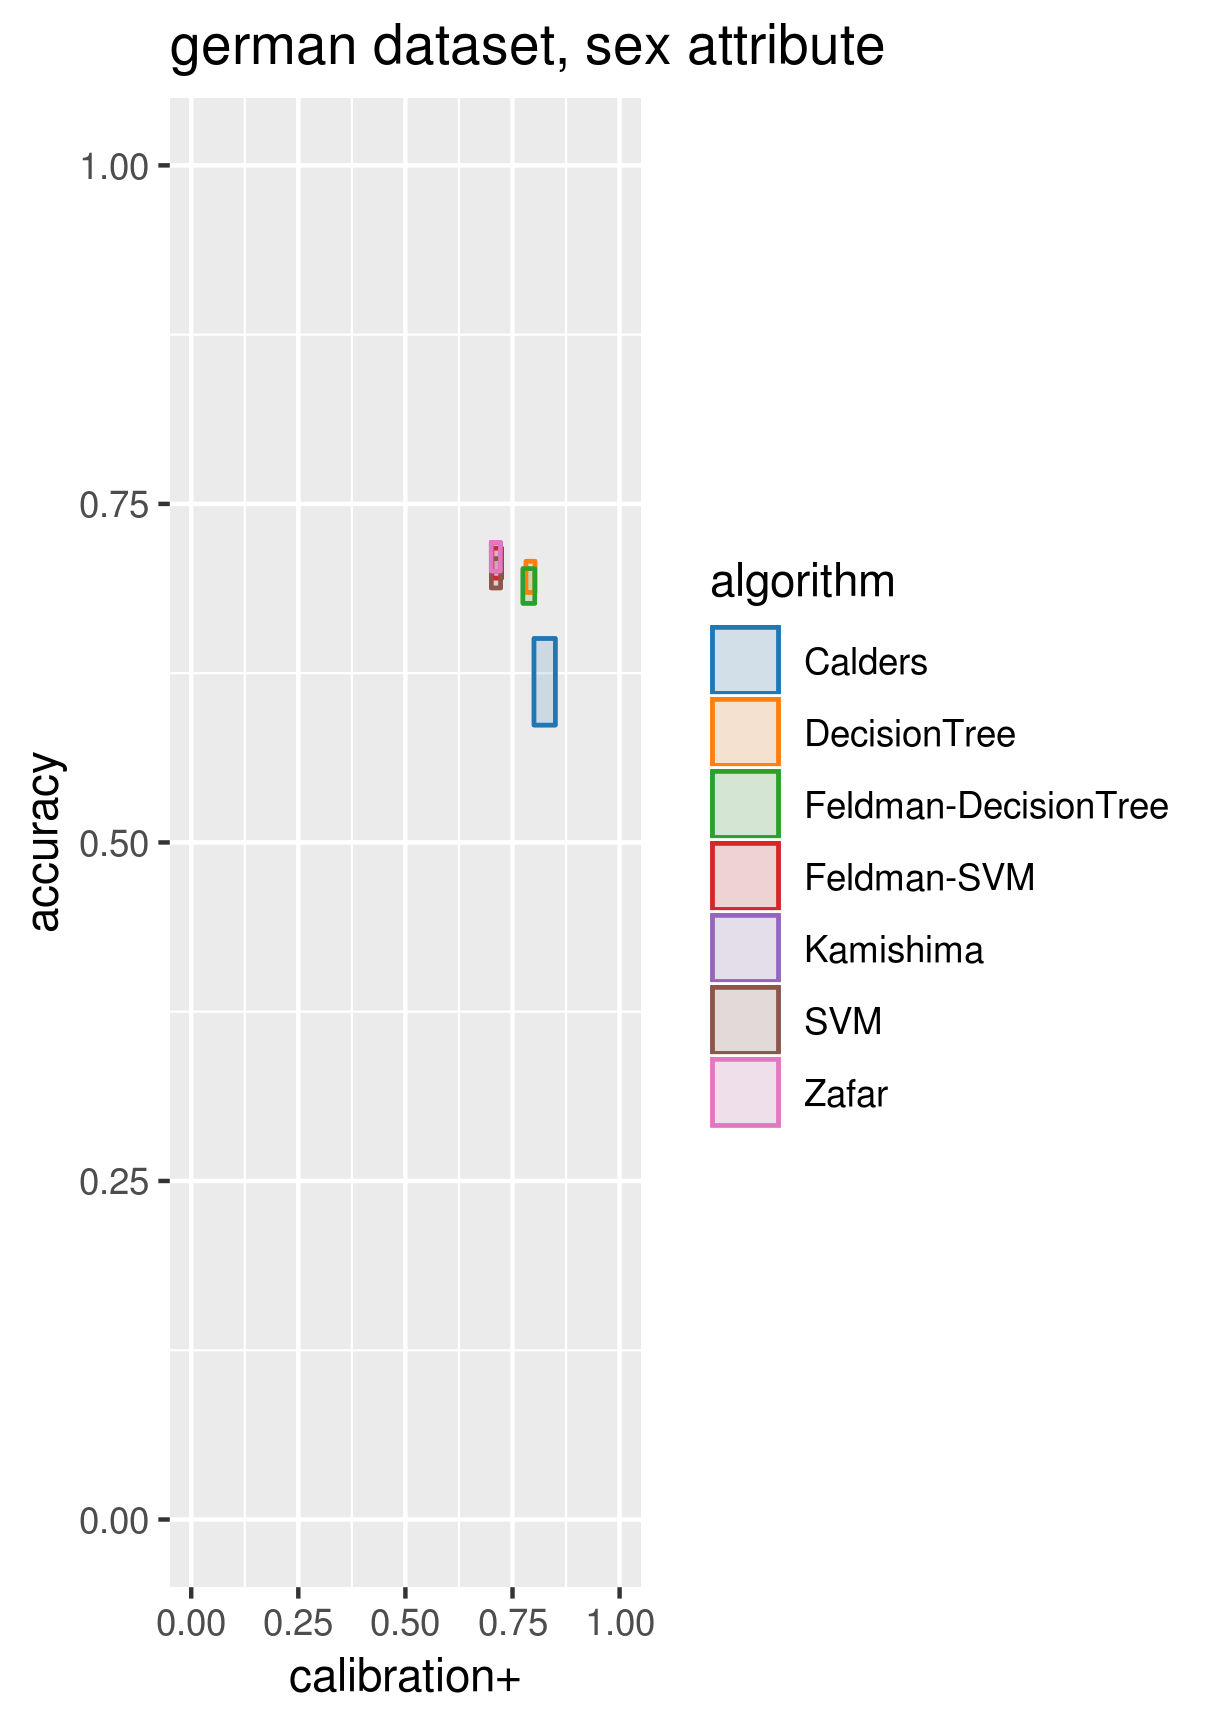 german dataset, sex attribute
1.00
0.75
0.50
0.25
0.00
accuracy
0.00 0.25 0.50 0.75 1.00
calibration+
algorithm
Calders
DecisionTree
Feldman-DecisionTree
Feldman-SVM
Kamishima
SVM
Zafar